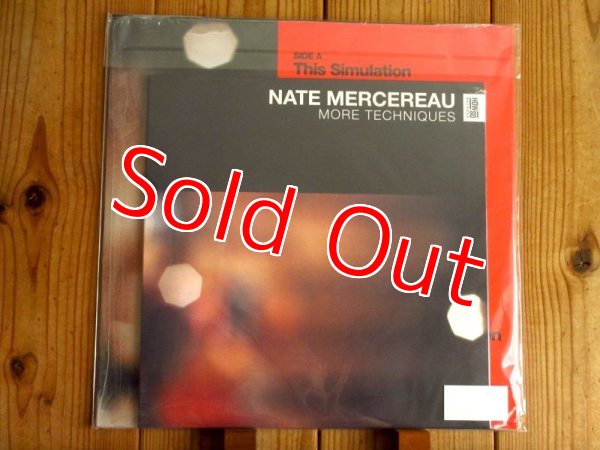 SIDE A
This Simulation
NATE MERCEREAU
MORE TECHNIQUES
Sold Out